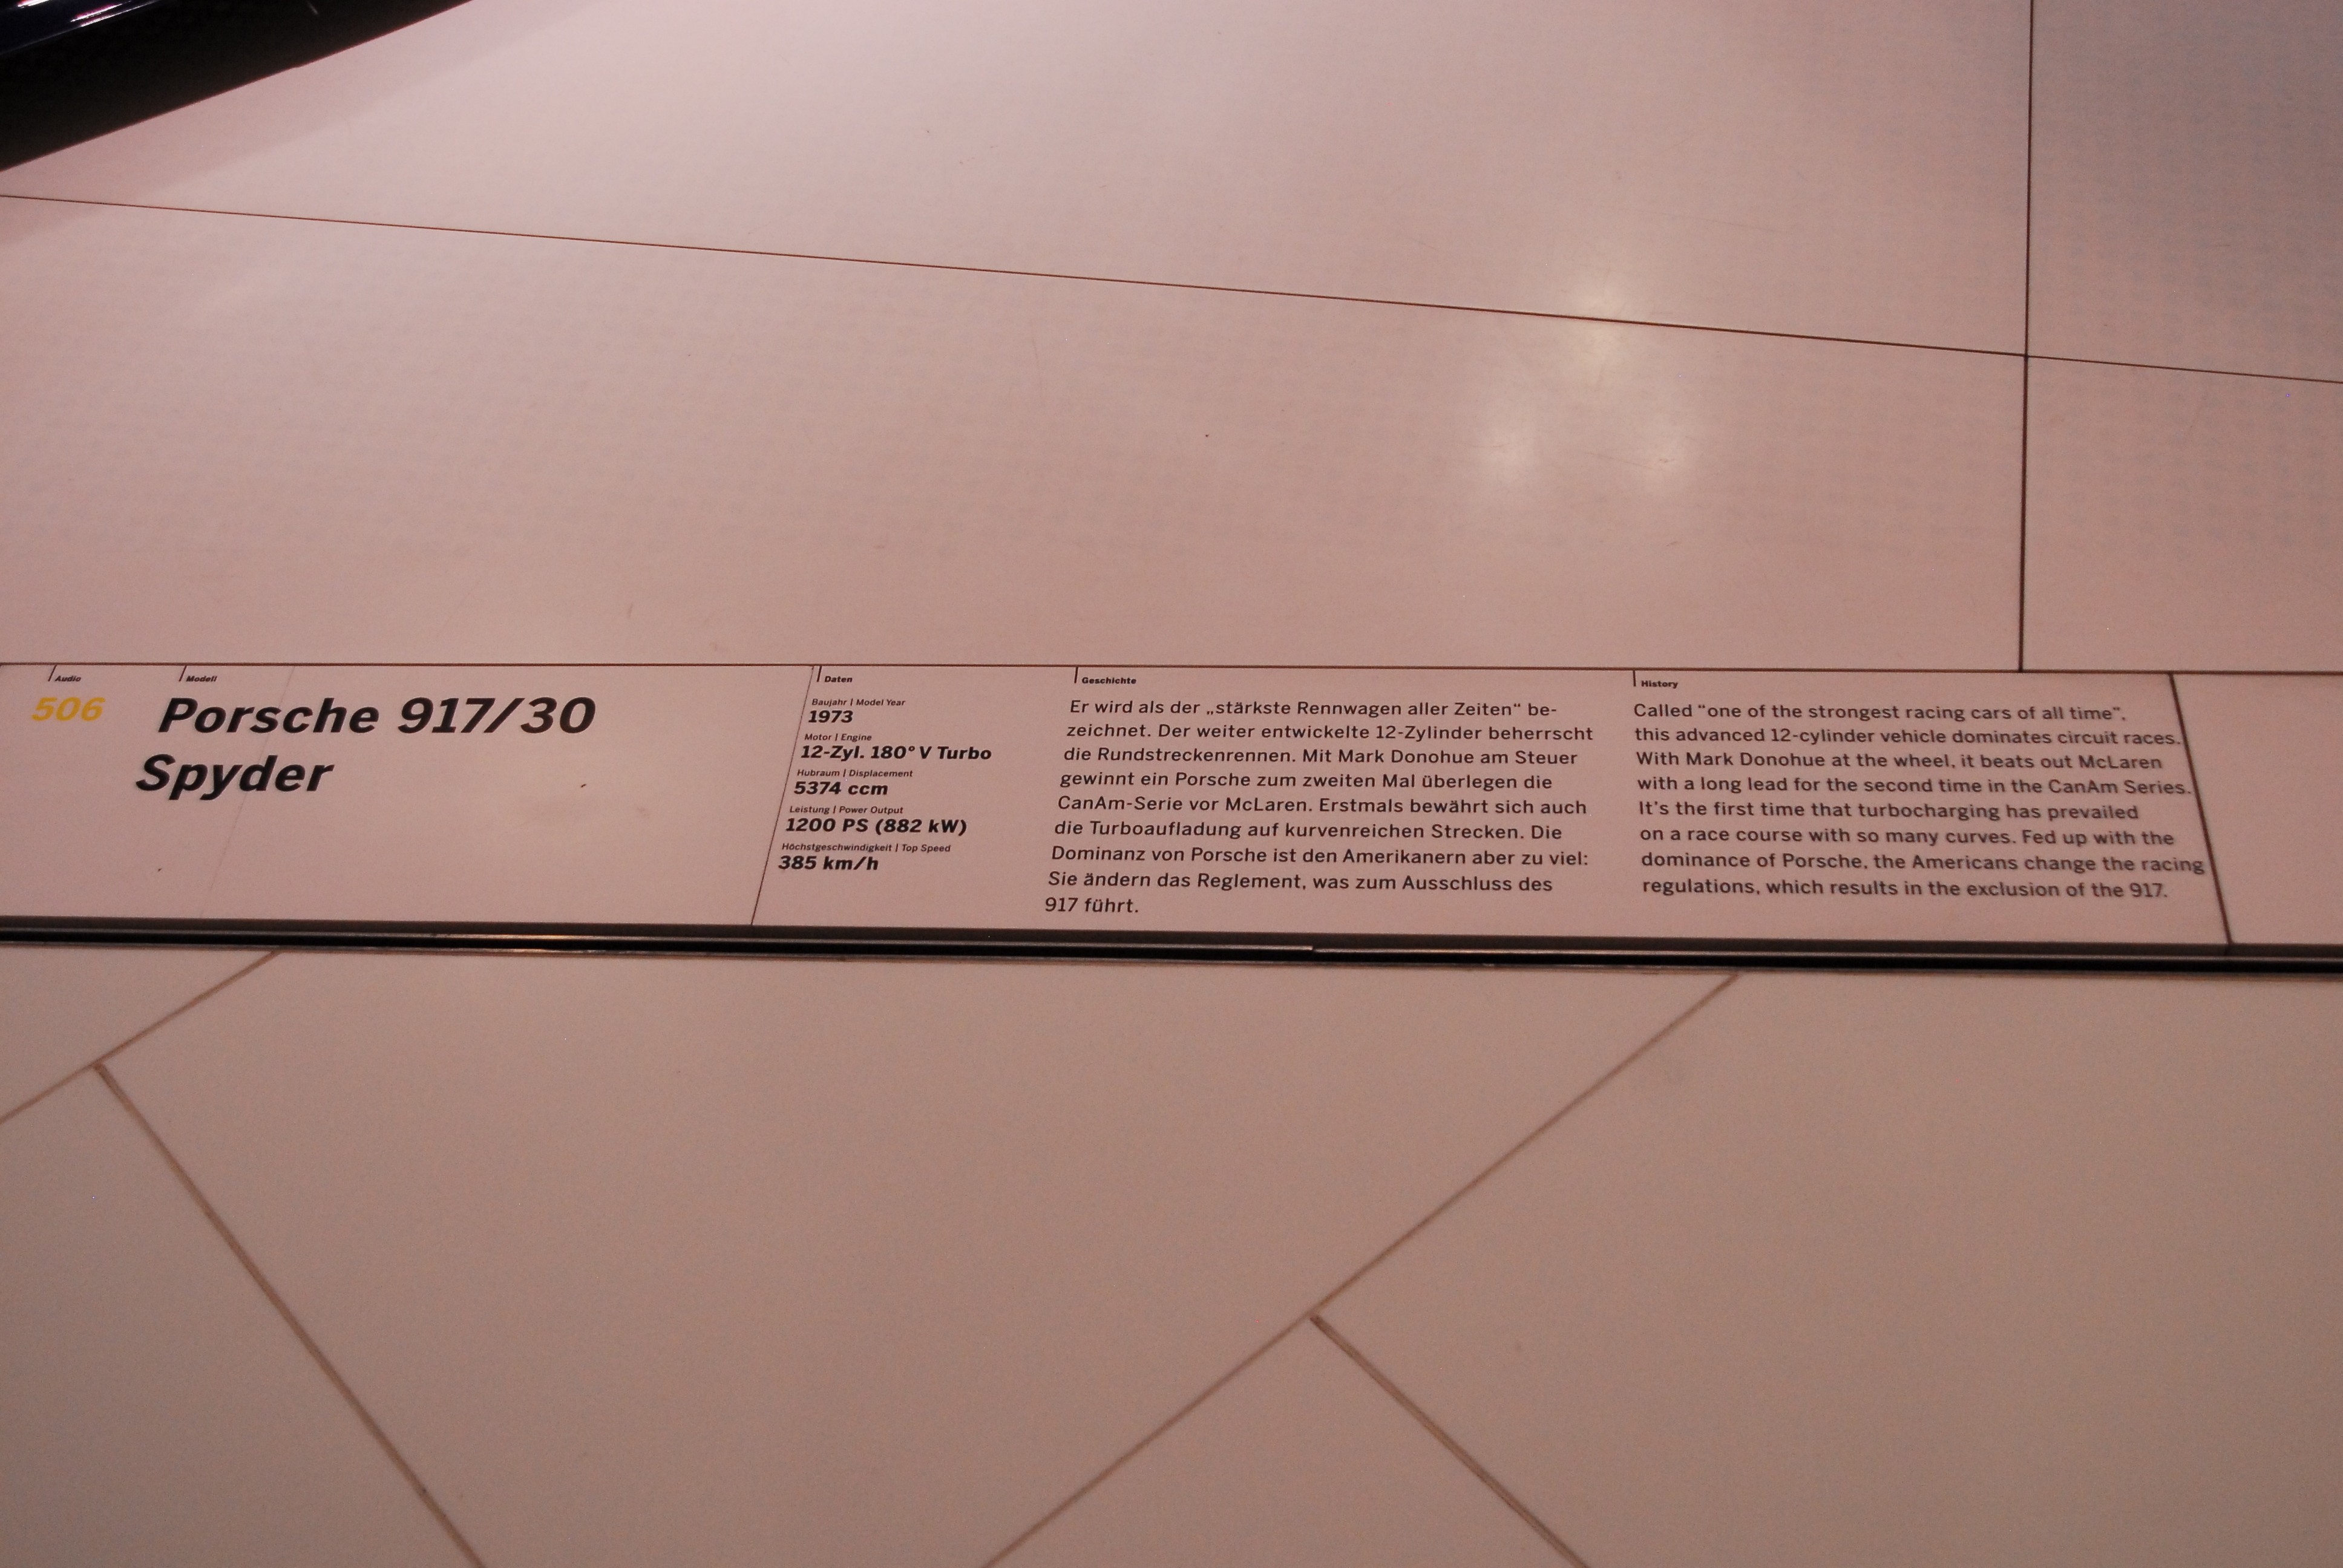 Audio
506
Modell
Porsche 917/30
Spyder
Daten
Baujahr | Model Year
1973
Motor | Engine
12-Zyl. 180° V Turbo
Hubraum | Displacement
5374 ccm
Leistung | Power Output
1200 PS (882 kW)
Höchstgeschwindigkeit | Top Speed
385 km/h
Geschichte
Er wird als der „stärkste Rennwagen aller Zeiten“ be-
zeichnet. Der weiter entwickelte 12-Zylinder beherrscht
die Rundstreckenrennen. Mit Mark Donohue am Steuer
gewinnt ein Porsche zum zweiten Mal überlegen die
CanAm-Serie vor McLaren. Erstmals bewährt sich auch
die Turboaufladung auf kurvenreichen Strecken. Die
Dominanz von Porsche ist den Amerikanern aber zu viel:
Sie ändern das Reglement, was zum Ausschluss des
917 führt.
History
Called “one of the strongest racing cars of all time”,
this advanced 12-cylinder vehicle dominates circuit races.
With Mark Donohue at the wheel, it beats out McLaren
with a long lead for the second time in the CanAm Series.
It's the first time that turbocharging has prevailed
on a race course with so many curves. Fed up with the
dominance of Porsche, the Americans change the racing
regulations, which results in the exclusion of the 917.